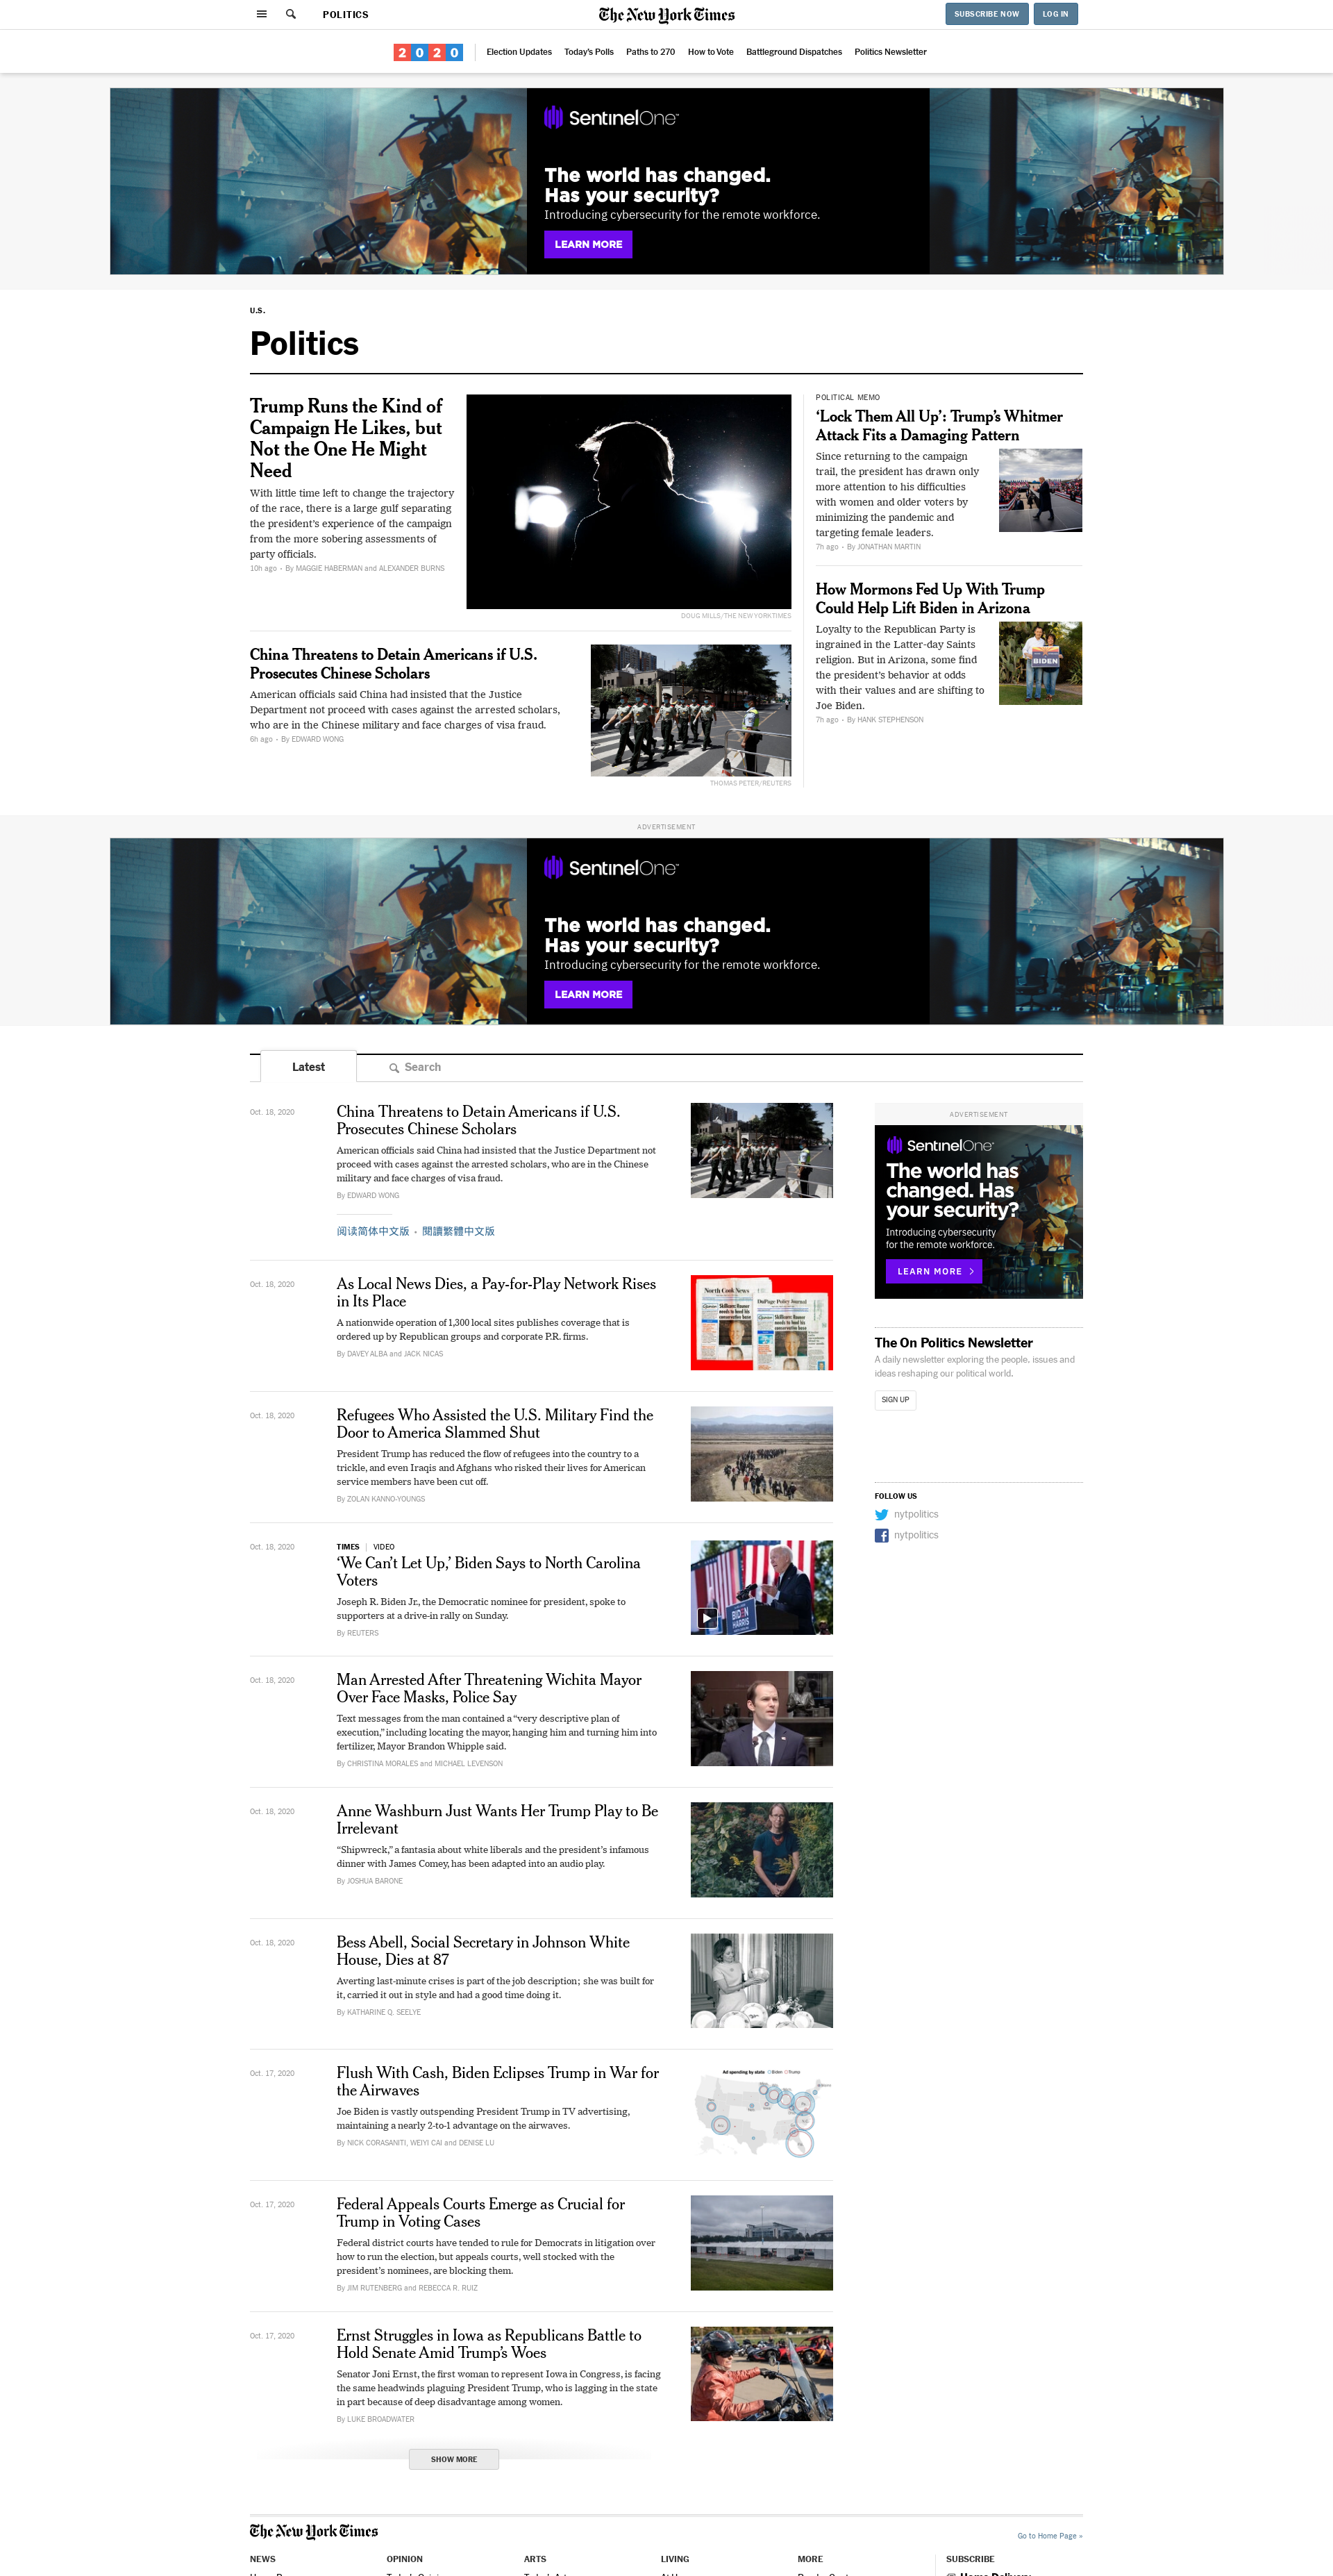 POLITICS
The New York Times
SUBSCRIBE NOW
LOG IN
2020
Election Updates
Today's Polls
Paths to 270
How to Vote
Battleground Dispatches
Politics Newsletter
SentinelOne™
The world has changed.
Has your security?
Introducing cybersecurity for the remote workforce.
LEARN MORE
U.S.
Politics
Trump Runs the Kind of
Campaign He Likes, but
Not the One He Might
Need
With little time left to change the trajectory
of the race, there is a large gulf separating
the president's experience of the campaign
from the more sobering assessments of
party officials.
10h ago • By MAGGIE HABERMAN and ALEXANDER BURNS
DOUG MILLS/THE NEW YORK TIMES
China Threatens to Detain Americans if U.S.
Prosecutes Chinese Scholars
American officials said China had insisted that the Justice
Department not proceed with cases against the arrested scholars,
who are in the Chinese military and face charges of visa fraud.
6h ago • By EDWARD WONG
THOMAS PETER/REUTERS
POLITICAL MEMO
‘Lock Them All Up’: Trump’s Whitmer
Attack Fits a Damaging Pattern
Since returning to the campaign
trail, the president has drawn only
more attention to his difficulties
with women and older voters by
minimizing the pandemic and
targeting female leaders.
7h ago • By JONATHAN MARTIN
How Mormons Fed Up With Trump
Could Help Lift Biden in Arizona
Loyalty to the Republican Party is
ingrained in the Latter-day Saints
religion. But in Arizona, some find
the president's behavior at odds
with their values and are shifting to
Joe Biden.
BIDEN
7h ago • By HANK STEPHENSON
ADVERTISEMENT
SentinelOne™
The world has changed.
Has your security?
Introducing cybersecurity for the remote workforce.
LEARN MORE
Latest
Search
Oct. 18, 2020
China Threatens to Detain Americans if U.S.
Prosecutes Chinese Scholars
American officials said China had insisted that the Justice Department not
proceed with cases against the arrested scholars, who are in the Chinese
military and face charges of visa fraud.
By EDWARD WONG
阅读简体中文版 • 閱讀繁體中文版
Oct. 18, 2020
As Local News Dies, a Pay-for-Play Network Rises
in Its Place
A nationwide operation of 1,300 local sites publishes coverage that is
ordered up by Republican groups and corporate P.R. firms.
By DAVEY ALBA and JACK NICAS
North Cook News
DuPage Policy Journal
Oct. 18, 2020
Refugees Who Assisted the U.S. Military Find the
Door to America Slammed Shut
President Trump has reduced the flow of refugees into the country to a
trickle, and even Iraqis and Afghans who risked their lives for American
service members have been cut off.
By ZOLAN KANNO-YOUNGS
Oct. 18, 2020
TIMES | VIDEO
‘We Can’t Let Up,’ Biden Says to North Carolina
Voters
Joseph R. Biden Jr., the Democratic nominee for president, spoke to
supporters at a drive-in rally on Sunday.
By REUTERS
BIDEN
HARRIS
Oct. 18, 2020
Man Arrested After Threatening Wichita Mayor
Over Face Masks, Police Say
Text messages from the man contained a “very descriptive plan of
execution,” including locating the mayor, hanging him and turning him into
fertilizer, Mayor Brandon Whipple said.
By CHRISTINA MORALES and MICHAEL LEVENSON
Oct. 18, 2020
Anne Washburn Just Wants Her Trump Play to Be
Irrelevant
“Shipwreck,” a fantasia about white liberals and the president’s infamous
dinner with James Comey, has been adapted into an audio play.
By JOSHUA BARONE
Oct. 18, 2020
Bess Abell, Social Secretary in Johnson White
House, Dies at 87
Averting last-minute crises is part of the job description; she was built for
it, carried it out in style and had a good time doing it.
By KATHARINE Q. SEELYE
Oct. 17, 2020
Flush With Cash, Biden Eclipses Trump in War for
the Airwaves
Joe Biden is vastly outspending President Trump in TV advertising,
maintaining a nearly 2-to-1 advantage on the airwaves.
By NICK CORASANITI, WEIYI CAI and DENISE LU
Ad spending by state Biden Trump
Oct. 17, 2020
Federal Appeals Courts Emerge as Crucial for
Trump in Voting Cases
Federal district courts have tended to rule for Democrats in litigation over
how to run the election, but appeals courts, well stocked with the
president’s nominees, are blocking them.
By JIM RUTENBERG and REBECCA R. RUIZ
Oct. 17, 2020
Ernst Struggles in Iowa as Republicans Battle to
Hold Senate Amid Trump’s Woes
Senator Joni Ernst, the first woman to represent Iowa in Congress, is facing
the same headwinds plaguing President Trump, who is lagging in the state
in part because of deep disadvantage among women.
By LUKE BROADWATER
SHOW MORE
ADVERTISEMENT
SentinelOne™
The world has
changed. Has
your security?
Introducing cybersecurity
for the remote workforce.
LEARN MORE
The On Politics Newsletter
A daily newsletter exploring the people, issues and
ideas reshaping our political world.
SIGN UP
FOLLOW US
nytpolitics
nytpolitics
The New York Times
Go to Home Page »
NEWS
OPINION
ARTS
LIVING
MORE
SUBSCRIBE